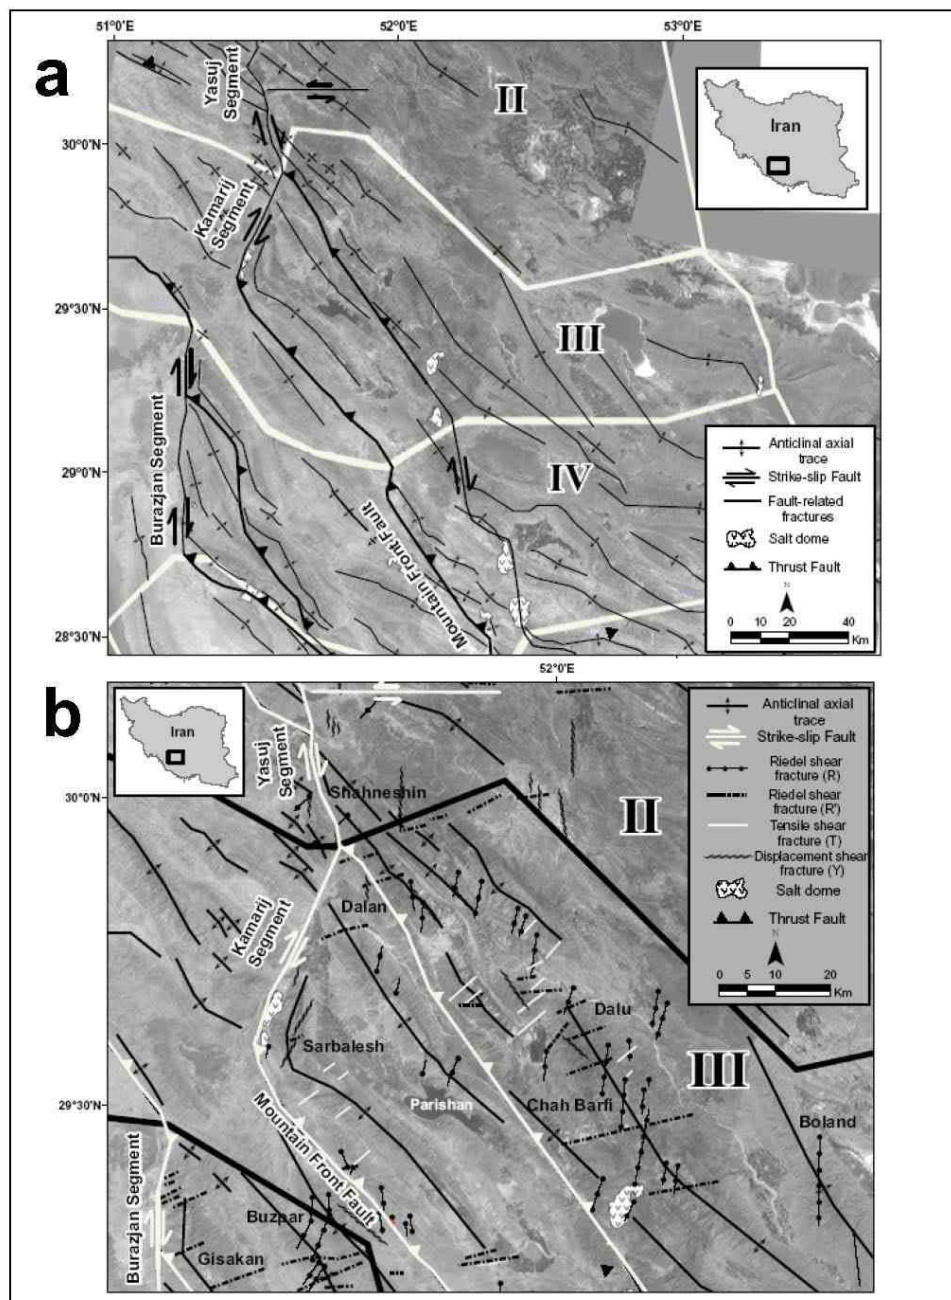 51°0'E
52°0'E
53°0'E
a
Yasuj
Segment
II
Iran
30°0'N
Kamarij
Segment
29°30'N
III
Burazjan Segment
29°0'N
IV
Mountain Front Fault
28°30'N
Anticlinal axial
trace
Strike-slip Fault
Fault-related
fractures
Salt dome
Thrust Fault
N
0 10 20 40
Km
52°0'E
b
Iran
Yasuj
Segment
Shahneshin
30°0'N
II
Kamarij
Segment
Dalan
Dalu
Sarbalesh
III
Parishan
Chah Barfi
Boland
29°30'N
Mountain Front Fault
Burazjan Segment
Buzpar
Gisakan
Anticlinal axial
trace
Strike-slip Fault
Riedel shear
fracture (R)
Riedel shear
fracture (R')
Tensile shear
fracture (T)
Displacement shear
fracture (Y)
Salt dome
Thrust Fault
N
0 5 10 20
Km